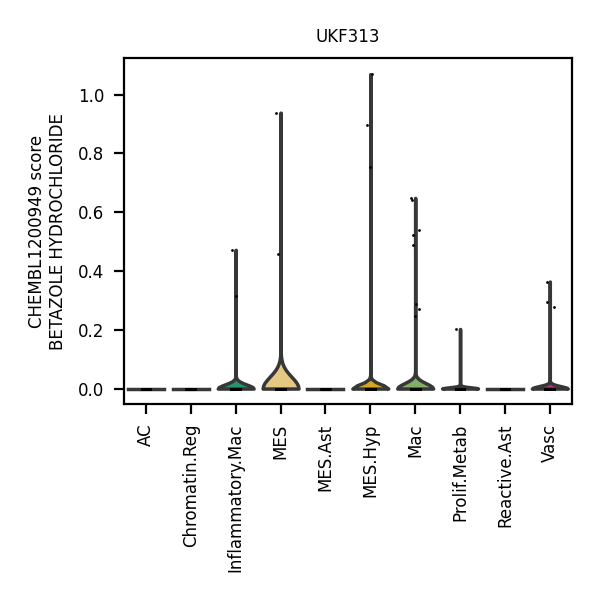 UKF313
CHEMBL1200949 score
BETAZOLE HYDROCHLORIDE
1.0
0.8
0.6
0.4
0.2
0.0
AC
Chromatin.Reg
Inflammatory.Mac
MES
MES.Ast
MES.Hyp
Mac
Prolif.Metab
Reactive.Ast
Vasc